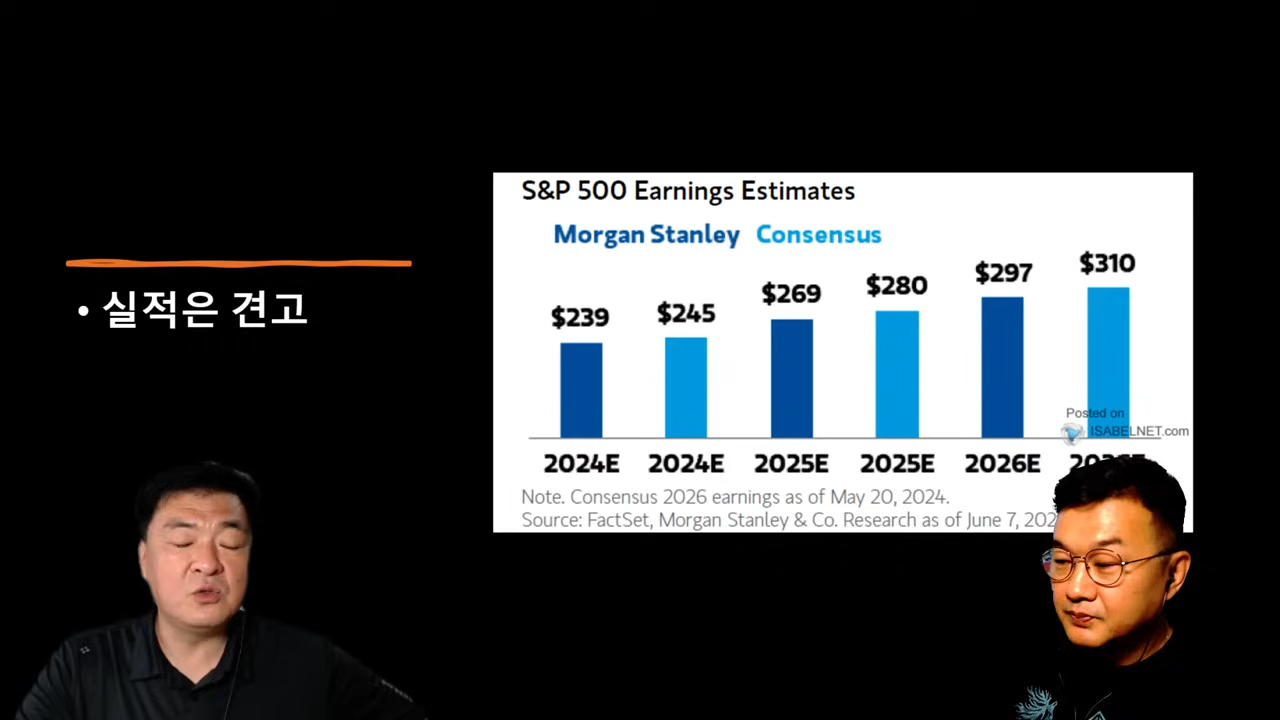 • 실적은 견고
S&P 500 Earnings Estimates
Morgan Stanley Consensus
$239 $245 $269 $280 $297 $310
Posted on
ISABELNET.com
2024E 2024E 2025E 2025E 2026E
Note. Consensus 2026 earnings as of May 20, 2024.
Source: FactSet, Morgan Stanley & Co. Research as of June 7,